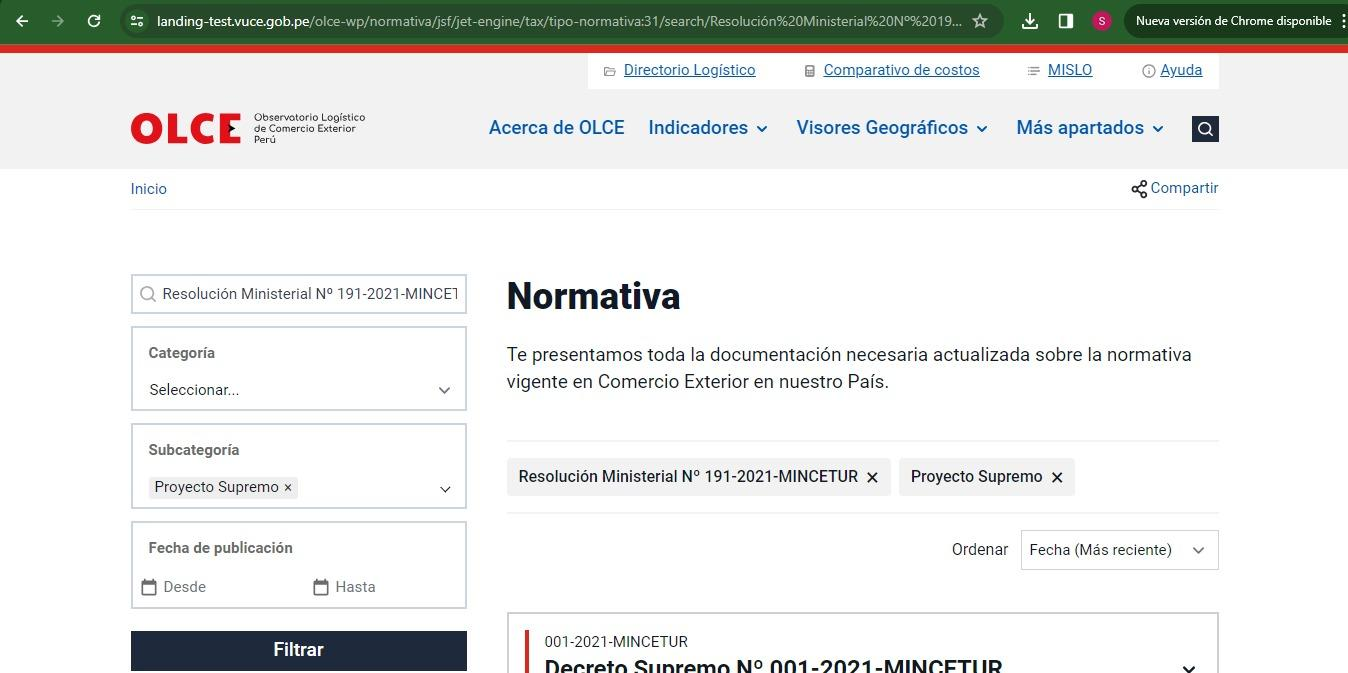 landing-test.vuce.gob.pe/olce-wp/normativa/jsf/jet-engine/tax/tipo-normativa:31/search/Resolución%20Ministerial%20Nº%2019...
S
Nueva versión de Chrome disponible
Directorio Logístico
Comparativo de costos
MISLO
Ayuda
OLCE
Observatorio Logístico
de Comercio Exterior
Perú
Acerca de OLCE
Indicadores
Visores Geográficos
Más apartados
Inicio
Compartir
Resolución Ministerial Nº 191-2021-MINCET
Categoría
Seleccionar...
Subcategoría
Proyecto Supremo ×
Fecha de publicación
Desde
Hasta
Filtrar
Normativa
Te presentamos toda la documentación necesaria actualizada sobre la normativa
vigente en Comercio Exterior en nuestro País.
Resolución Ministerial Nº 191-2021-MINCETUR ×
Proyecto Supremo ×
Ordenar
Fecha (Más reciente)
001-2021-MINCETUR
Decreto Supremo Nº 001-2021-MINCETUR